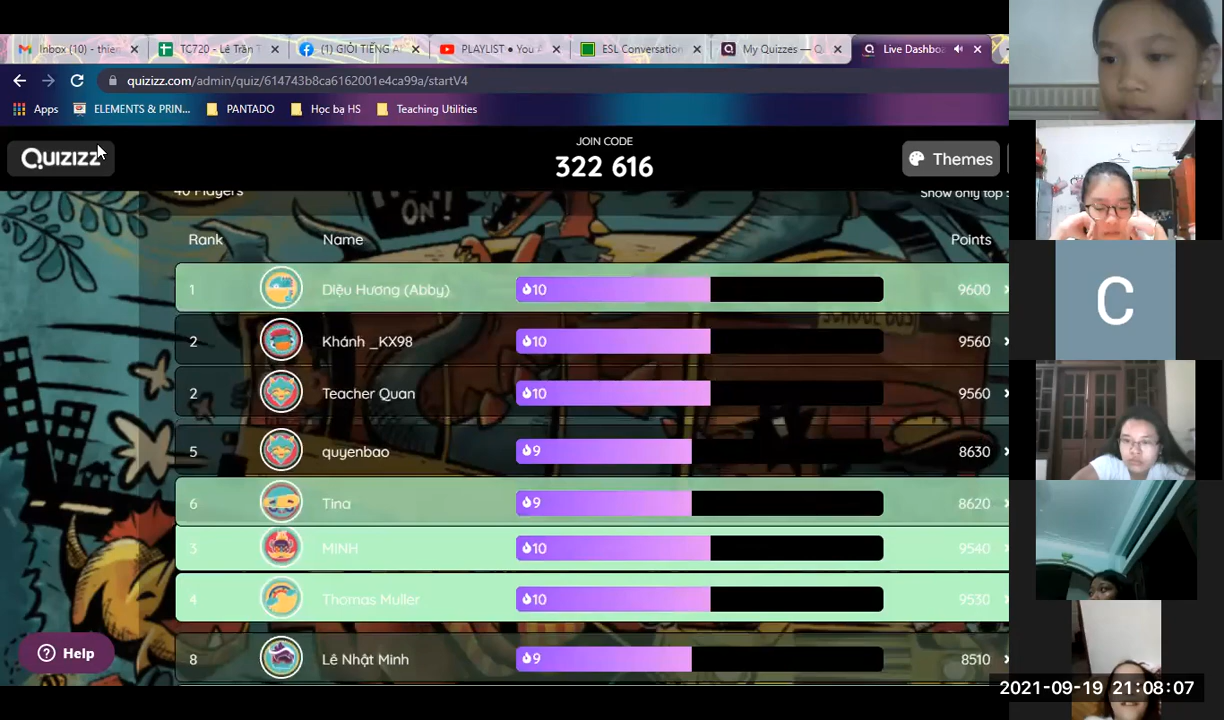 Inbox (10) - thien
TC720 - Lê Trần T
(1) GIỎI TIẾNG A
PLAYLIST ● You A
ESL Conversation
My Quizzes — Q
Live Dashboa
quizizz.com/admin/quiz/614743b8ca6162001e4ca99a/startV4
Apps ELEMENTS & PRIN... PANTADO Học bạ HS Teaching Utilities
Quizizz
JOIN CODE
322 616
Themes
ON'!
40 Players
Show only top 5
Rank Name Points
1 Diệu Hương (Abby) 10 9600
2 Khánh _KX98 10 9560
2 Teacher Quan 10 9560
5 quyenbao 9 8630
6 Tina 9 8620
3 MINH 10 9540
4 Thomas Muller 10 9530
8 Lê Nhật Minh 9 8510
Help
C
2021-09-19 21:08:07